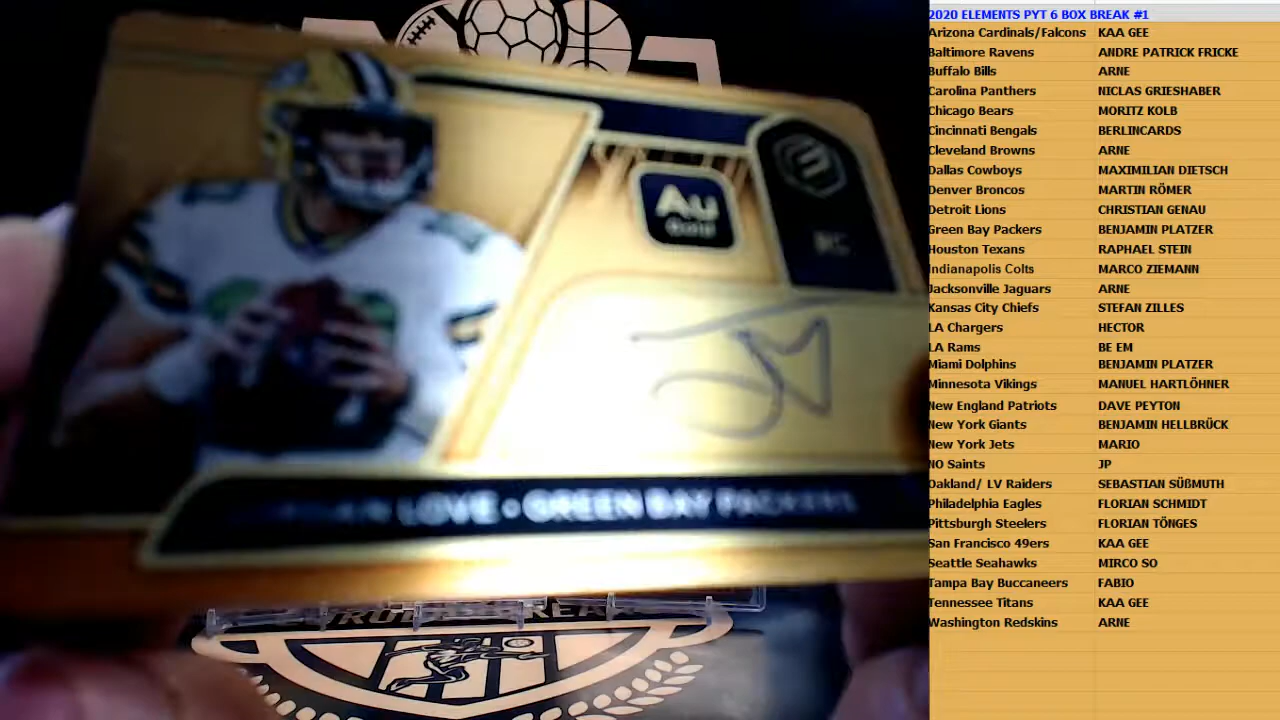 Au
Gold
RC
LOVE • GREEN BAY PACKERS
2020 ELEMENTS PYT 6 BOX BREAK #1
Arizona Cardinals/Falcons KAA GEE
Baltimore Ravens ANDRE PATRICK FRICKE
Buffalo Bills ARNE
Carolina Panthers NICLAS GRIESHABER
Chicago Bears MORITZ KOLB
Cincinnati Bengals BERLINCARDS
Cleveland Browns ARNE
Dallas Cowboys MAXIMILIAN DIETSCH
Denver Broncos MARTIN RÖMER
Detroit Lions CHRISTIAN GENAU
Green Bay Packers BENJAMIN PLATZER
Houston Texans RAPHAEL STEIN
Indianapolis Colts MARCO ZIEMANN
Jacksonville Jaguars ARNE
Kansas City Chiefs STEFAN ZILLES
LA Chargers HECTOR
LA Rams BE EM
Miami Dolphins BENJAMIN PLATZER
Minnesota Vikings MANUEL HARTLÖHNER
New England Patriots DAVE PEYTON
New York Giants BENJAMIN HELLBRÜCK
New York Jets MARIO
NO Saints JP
Oakland/ LV Raiders SEBASTIAN SÜßMUTH
Philadelphia Eagles FLORIAN SCHMIDT
Pittsburgh Steelers FLORIAN TÖNGES
San Francisco 49ers KAA GEE
Seattle Seahawks MIRCO SO
Tampa Bay Buccaneers FABIO
Tennessee Titans KAA GEE
Washington Redskins ARNE